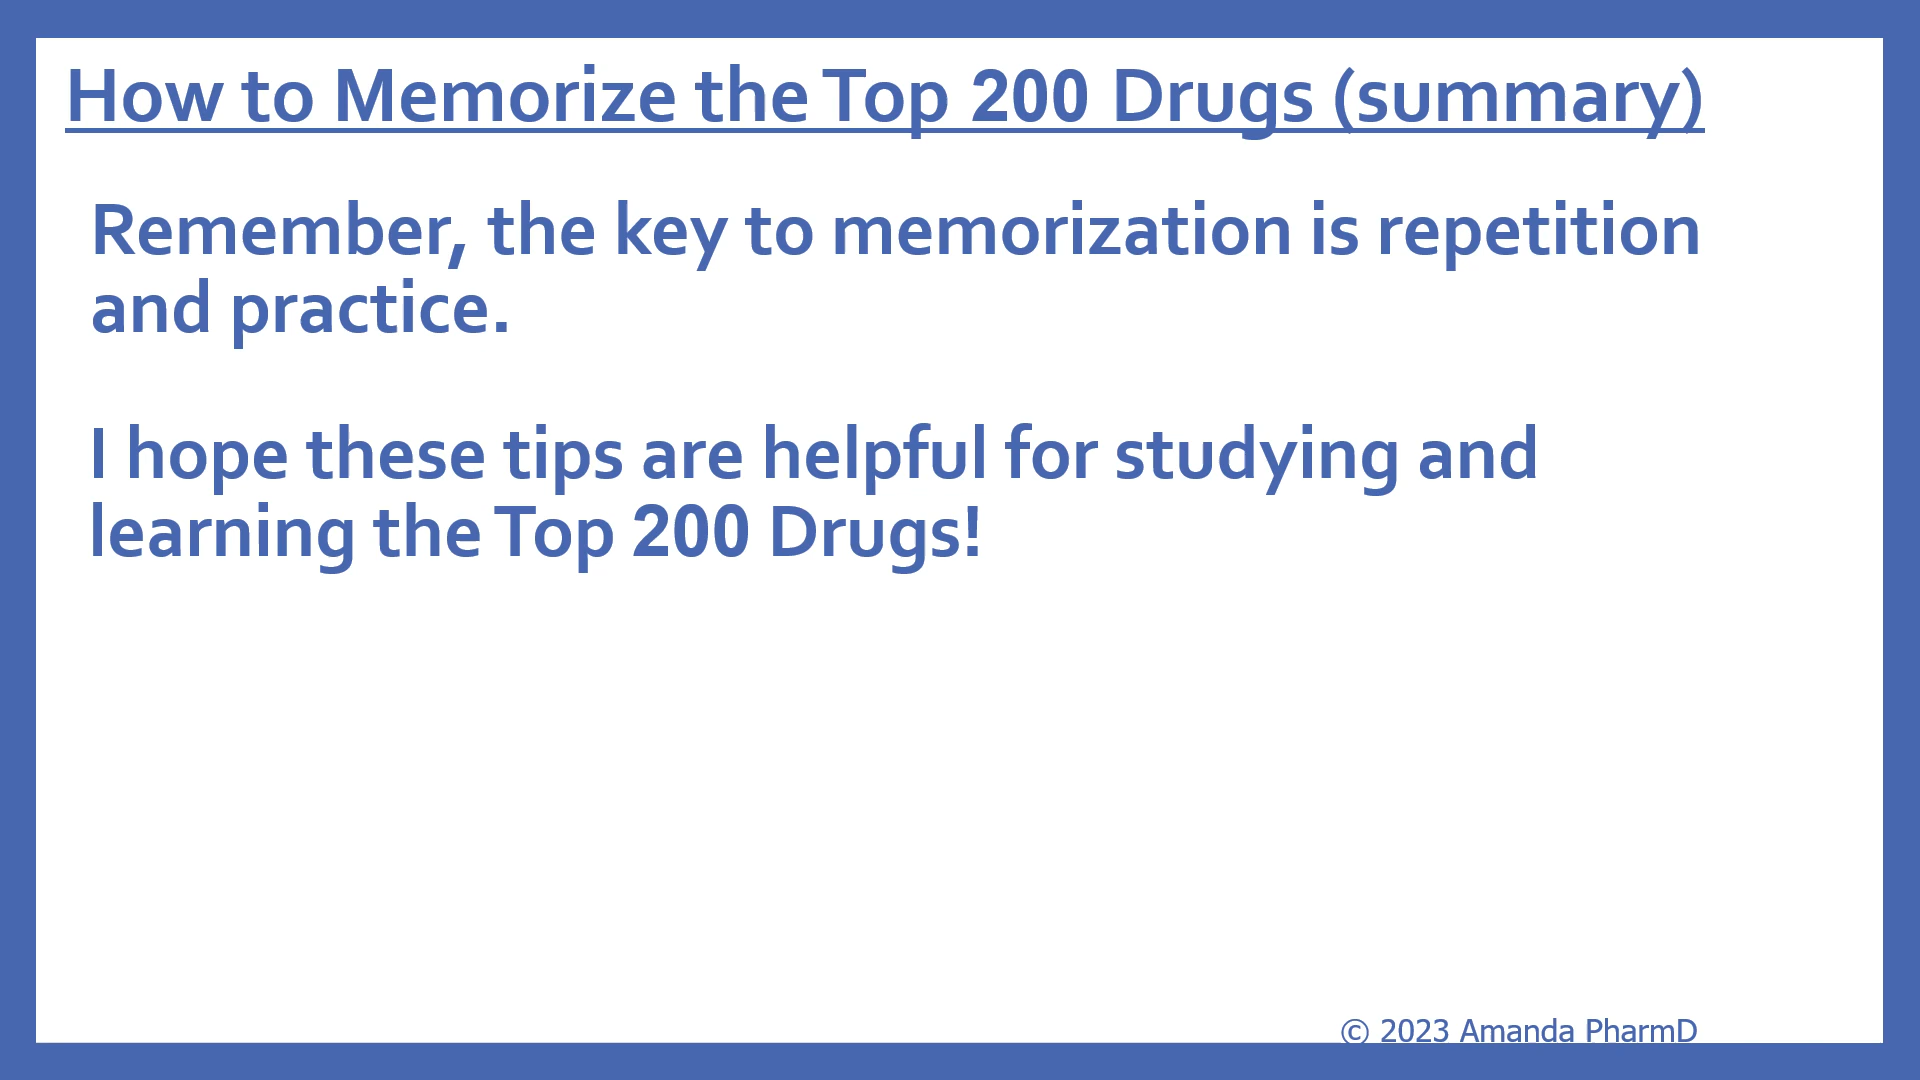 How to Memorize the Top 200 Drugs (summary)
Remember, the key to memorization is repetition
and practice.
I hope these tips are helpful for studying and
learning the Top 200 Drugs!
© 2023 Amanda PharmD